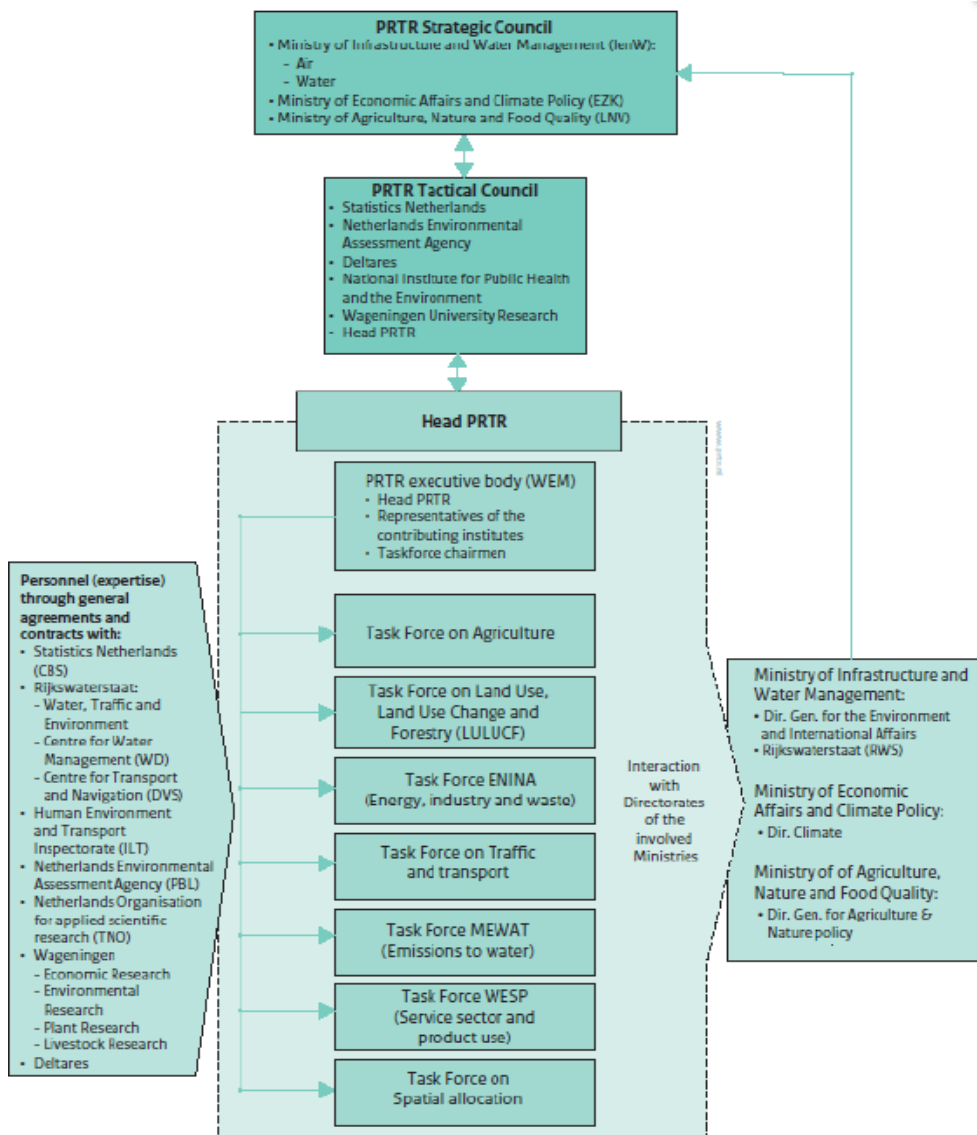 PRTR Strategic Council
• Ministry of Infrastructure and Water Management (IenW):
– Air
– Water
• Ministry of Economic Affairs and Climate Policy (EZK)
• Ministry of Agriculture, Nature and Food Quality (LNV)
PRTR Tactical Council
• Statistics Netherlands
• Netherlands Environmental
Assessment Agency
• Deltares
• National Institute for Public Health
and the Environment
• Wageningen University Research
– Head PRTR
Head PRTR
PRTR executive body (WEM)
• Head PRTR
• Representatives of the
contributing institutes
• Taskforce chairmen
Task Force on Agriculture
Task Force on Land Use,
Land Use Change and
Forestry (LULUCF)
Task Force ENINA
(Energy, industry and waste)
Task Force on Traffic
and transport
Task Force MEWAT
(Emissions to water)
Task Force WESP
(Service sector and
product use)
Task Force on
Spatial allocation
Personnel (expertise)
through general
agreements and
contracts with:
• Statistics Netherlands
(CBS)
• Rijkswaterstaat:
– Water, Traffic and
Environment
– Centre for Water
Management (WD)
– Centre for Transport
and Navigation (DVS)
• Human Environment
and Transport
Inspectorate (ILT)
• Netherlands Environmental
Assessment Agency (PBL)
• Netherlands Organisation
for applied scientific
research (TNO)
• Wageningen
– Economic Research
– Environmental
Research
– Plant Research
– Livestock Research
• Deltares
Interaction
with
Directorates
of the
involved
Ministries
Ministry of Infrastructure and
Water Management:
• Dir. Gen. for the Environment
and International Affairs
• Rijkswaterstaat (RWS)
Ministry of Economic
Affairs and Climate Policy:
• Dir. Climate
Ministry of of Agriculture,
Nature and Food Quality:
• Dir. Gen. for Agriculture &
Nature policy